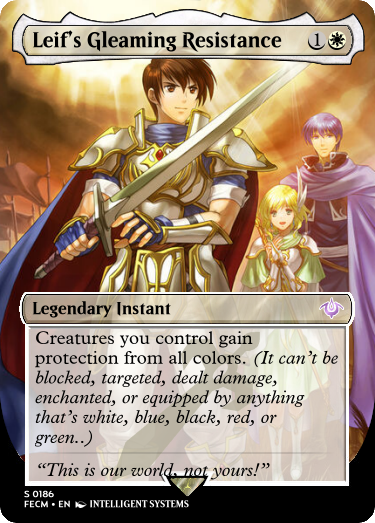 Leif's Gleaming Resistance 1
Legendary Instant
Creatures you control gain
protection from all colors. (It can't be
blocked, targeted, dealt damage,
enchanted, or equipped by anything
that's white, blue, black, red, or
green..)
"This is our world, not yours!"
S 0186
FECM • EN INTELLIGENT SYSTEMS